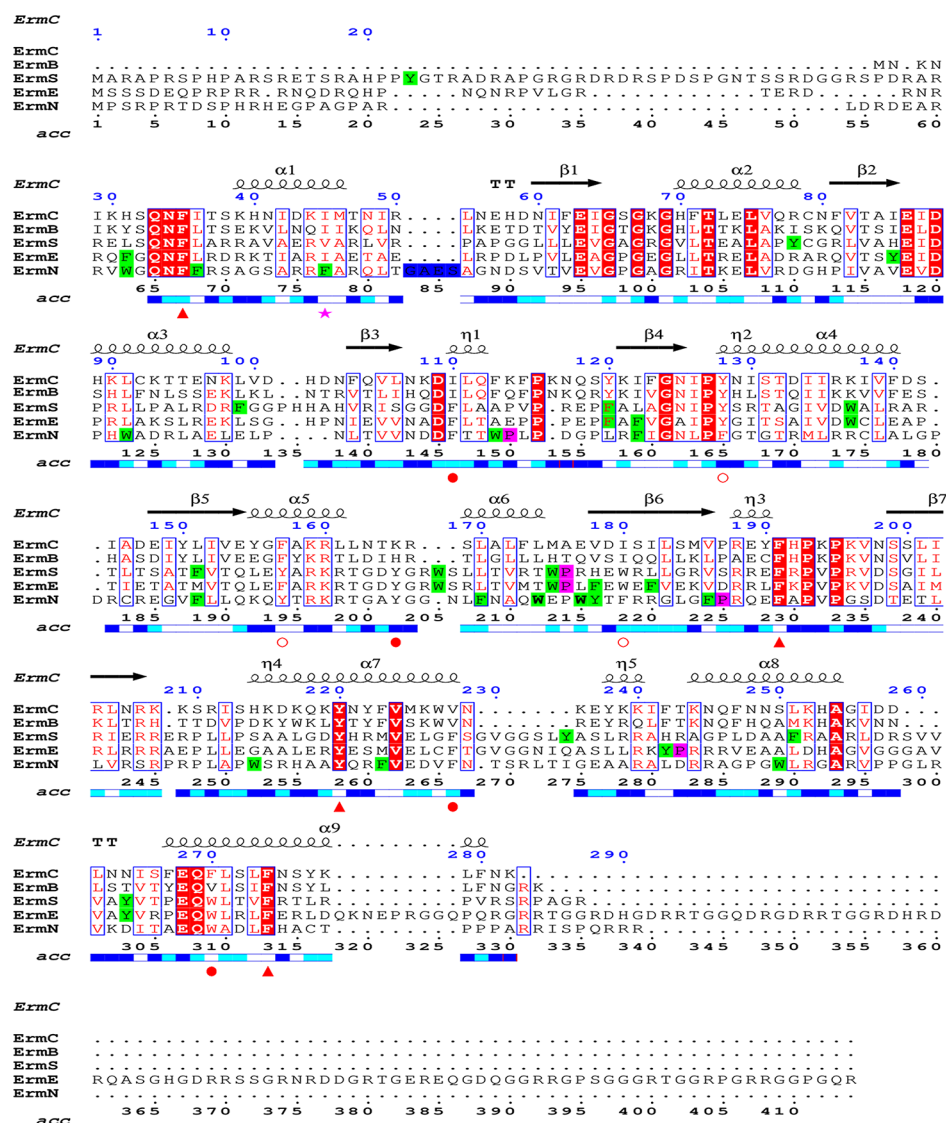 ErmC
1 10 20
ErmC . . . . . . . . . . . . . . . . . . . . . . . . . . . . . . . . . . . . . . . . . . . . . . . . . . . . . . . . . . . .
ErmB . . . . . . . . . . . . . . . . . . . . . . . . . . . . . . . . . . . . . . . . . . . . . . . . . . . . . . . MN.KN
ErmS MARAPRSPHPARSRETSRAHPPYGTRADRAPGRGRDRDRSPDSPGNTSSRDGGRSPDRAR
ErmE MSSSDEQPRPRR.RNQDRQHP....NQNRPVLGR............TERD......RNR
ErmN MPSRPRTDSPHRHEGPAGPAR................................LDRDEAR
1 5 10 15 20 25 30 35 40 45 50 55 60
acc
ErmC α1 TT β1 α2 β2
30 40 50 60 70 80
ErmC IKHSQNFITSKHNIDKIMTNIR....LNEHDNIFEIGSGKGHFTLELVQRCNFVTAIEID
ErmB IKYSQNFLTSEKVLNQIIKQLN....LKETDTVYEIGTGKGHLTTKLAKISKQVTSIELD
ErmS RELSQNFLARRAVAERVAALVR....PAPGGLLLEVGAGRGVLTEALAPYCGRLVAHEID
ErmE RQFGQNFLRDRKTIARIAETAE....LRPDLPVLEAGPGEGLLTRELADRARQVTSYEID
ErmN RVWGQNFFRSAGSARRFAAQLTGAESAGNDSVTVEVGPGAGRITKELVRDGHPIVAVEVD
65 70 75 80 85 90 95 100 105 110 115 120
acc
ErmC α3 β3 η1 β4 η2 α4
90 100 110 120 130 140
ErmC HKLCKTTENKLVD..HDNFQVLNKDILQFKFPKNQSYKIFGNIPYNISTDIIRKIVFDS.
ErmB SHLFNLSSEKLKL..NTRVTLIHQDILQFQFPNKQRYKIVGSIPYHLSTQIIKKVVFES.
ErmS PRLLPALRDRFGGPHHAHVRISGGDFLAAPVP..REPFALAGNIPYSRTAGIVDWALRAR.
ErmE PRLAKSLREKLSG..HPNIEVVNADFLTAEPP..PEPFAFVGAIPYGITSAIVDWCLEAP.
ErmN PHWADRLAELELP..NLTVVNDDFTTWPLP..DGPLRFIGNLPFGTGTRMLRRCLALGP
125 130 135 140 145 150 155 160 165 170 175 180
acc
ErmC β5 α5 α6 β6 η3 β7
150 160 170 180 190 200
ErmC .IADEIYLIVEYGFAKRLLNTKR...SLALFLMAEVDISILSMVPREYFHPKPKVNSSLI
ErmB .HASDIYLIVEEGFYKRTLDIHR...TLGLLLHTQVSIQQLLKLPAECFHPKPKVNSVLI
ErmS .TLTSATFVTQLEYARKRTGDYGRWSLLTVRTWPRHEWRLLGRVSRREFRPVPRVDSGIL
ErmE .TIETATMVTQLEFARKRTGDYGRWSRLTVMTWPLFEWEFVEKVDRRLFKPVPKVDSAIM
ErmN DRCREGVFLLQKQYTRKRTGAYGG.NLFNAQWEPWYTFRRGLGFPRQEFAPVPGSDTETL
185 190 195 200 205 210 215 220 225 230 235 240
acc
ErmC η4 α7 η5 α8
210 220 230 240 250 260
ErmC RLNRK.KSRISHKDKQKYNYFVMKWVN.......KEYKKIFTKNQFNNSLKHAGIDD...
ErmB KLTRH.TTDVPDKYWKLYTYFVSKWVN.......REYRQLFTKNQFHQAMKHAKVNN...
ErmS RIERREEPLLPSAALGDYHRMVELGFSGVGGSLYASLRRAHRAGPLDAAFRAARLDRSTP
ErmE RLRRRAEPLLEGAALERYESMVELCFTGVGGNIQASLLRKYPRRRVEAALDHAGVGGGAV
ErmN LVRSRPRPLAPWSRHAAYQAFVEDVFN.TSRLTIGEAARALDRRAGPGWLRGARVPPGLR
245 250 255 260 265 270 275 280 285 290 295 300
acc
ErmC TT α9
270 280 290
ErmC LNNISFEQFLSLFNSYK.........LFNK.
ErmB LSTVTYEQVLSIFNSYL.........LFNGRK
ErmS VAYVTPEQWLTVFRTLR.........PVRSRPAGR
ErmE VAYVRPEQWLRLFERLDQKNEPRGGQPQRGRRTGGRDHGDRRTGGQDRGDRRTGGRDHRD
ErmN VKDITAEQWADLFHACT.........PPPARRISPQRRR
305 310 315 320 325 330 335 340 345 350 355 360
acc
ErmC
ErmC . . . . . . . . . . . . . . . . . . . . . . . . . . . . . . . . . . . . . . . . . . . . . . . . . . . . . .
ErmB . . . . . . . . . . . . . . . . . . . . . . . . . . . . . . . . . . . . . . . . . . . . . . . . . . . . . .
ErmS . . . . . . . . . . . . . . . . . . . . . . . . . . . . . . . . . . . . . . . . . . . . . . . . . . . . . .
ErmE RQASGHGDRRSSGRNRDDGRTGEREQGDQGGRRGPSGGGRTGGRPGRRGGPGQR
ErmN . . . . . . . . . . . . . . . . . . . . . . . . . . . . . . . . . . . . . . . . . . . . . . . . . . . . . .
365 370 375 380 385 390 395 400 405 410
acc